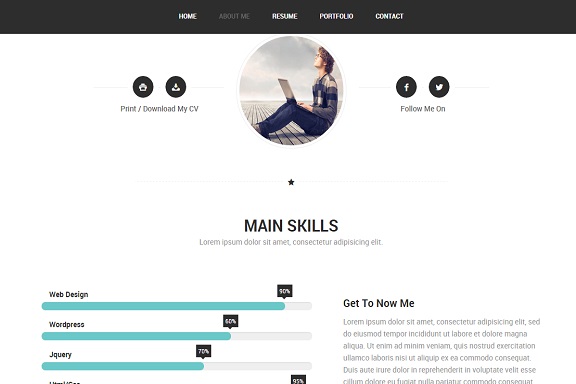 HOME ABOUT ME RESUME PORTFOLIO CONTACT
Print / Download My CV
Follow Me On
MAIN SKILLS
Lorem ipsum dolor sit amet, consectetur adipisicing elit.
Web Design 90%
Wordpress 60%
Jquery 70%
Html/Css 95%
Get To Now Me
Lorem ipsum dolor sit amet, consectetur adipisicing elit, sed
do eiusmod tempor incididunt ut labore et dolore magna
aliqua. Ut enim ad minim veniam, quis nostrud exercitation
ullamco laboris nisi ut aliquip ex ea commodo consequat.
Duis aute irure dolor in reprehenderit in voluptate velit esse
cillum dolore eu fugiat nulla pariatur commodo consequat